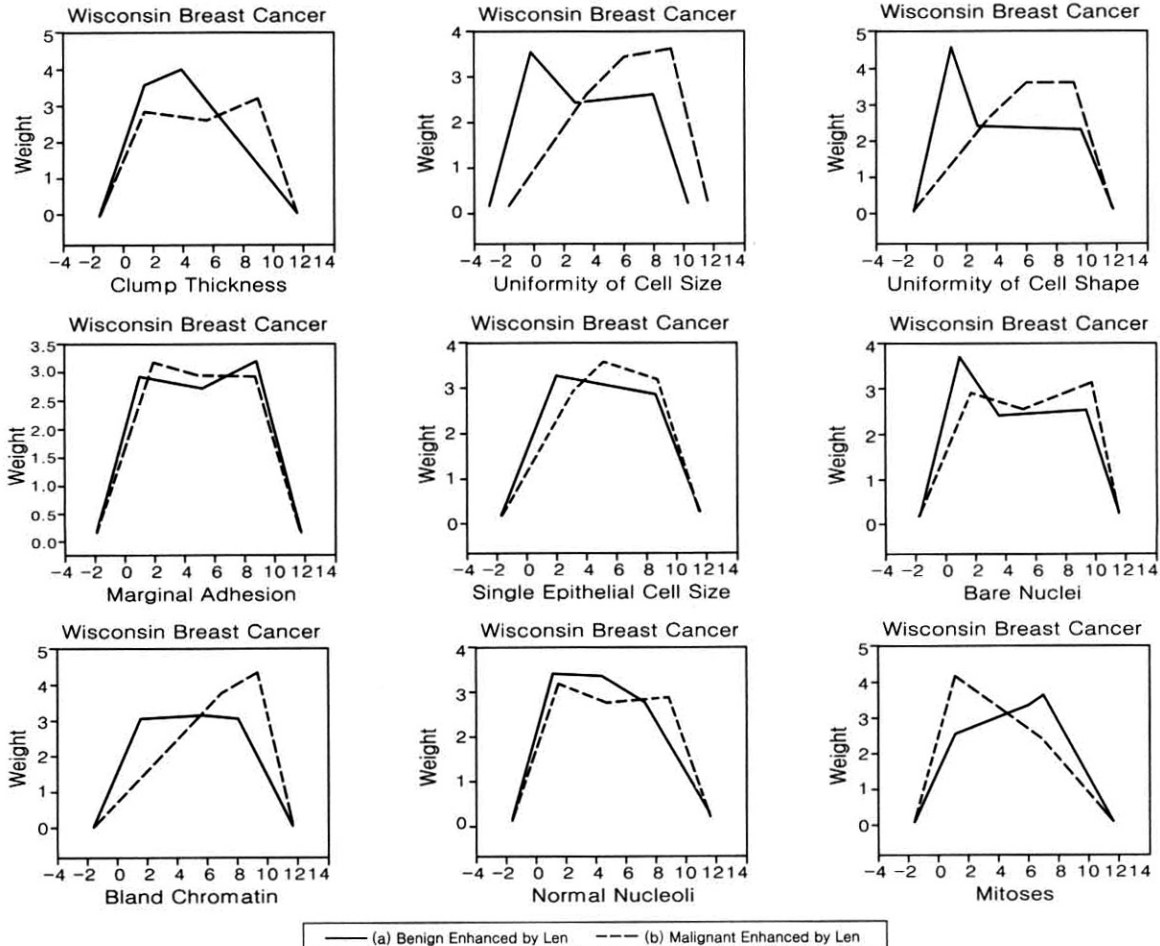 Wisconsin Breast Cancer
5
4
3
2
1
0
Weight
−4 −2 0 2 4 6 8 10 12 14
Clump Thickness
Wisconsin Breast Cancer
4
3
2
1
0
Weight
−4 −2 0 2 4 6 8 10 12 14
Uniformity of Cell Size
Wisconsin Breast Cancer
5
4
3
2
1
0
Weight
−4 −2 0 2 4 6 8 10 12 14
Uniformity of Cell Shape
Wisconsin Breast Cancer
3.5
3.0
2.5
2.0
1.5
1.0
0.5
0.0
Weight
−4 −2 0 2 4 6 8 10 12 14
Marginal Adhesion
Wisconsin Breast Cancer
4
3
2
1
0
Weight
−4 −2 0 2 4 6 8 10 12 14
Single Epithelial Cell Size
Wisconsin Breast Cancer
4
3
2
1
0
Weight
−4 −2 0 2 4 6 8 10 12 14
Bare Nuclei
Wisconsin Breast Cancer
5
4
3
2
1
0
Weight
−4 −2 0 2 4 6 8 10 12 14
Bland Chromatin
Wisconsin Breast Cancer
4
3
2
1
0
Weight
−4 −2 0 2 4 6 8 10 12 14
Normal Nucleoli
Wisconsin Breast Cancer
5
4
3
2
1
0
Weight
−4 −2 0 2 4 6 8 10 12 14
Mitoses
(a) Benign Enhanced by Len (b) Malignant Enhanced by Len